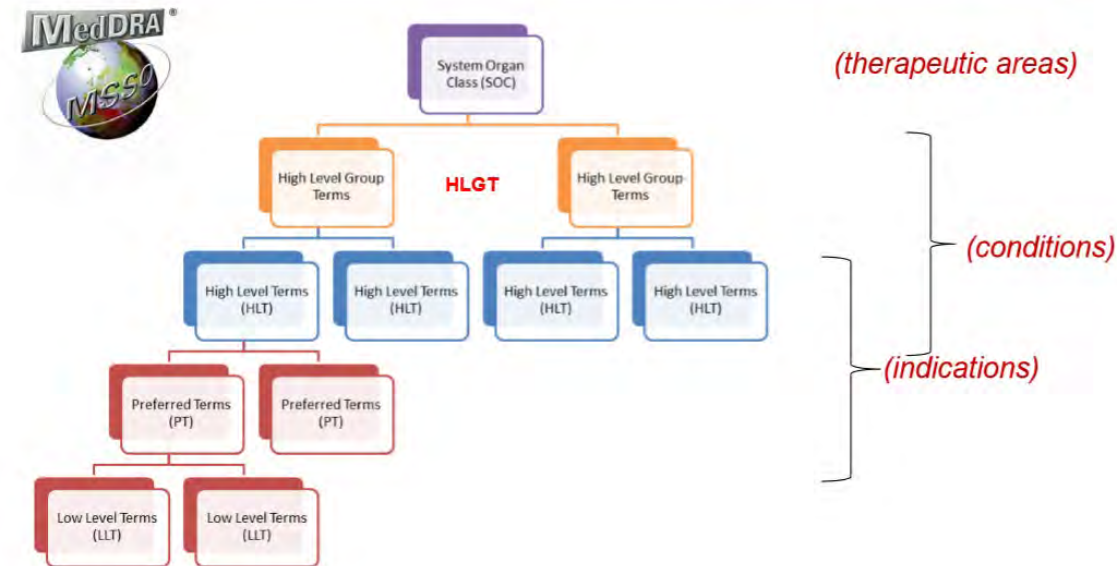 MedDRA®
MSSO
System Organ
Class (SOC)
(therapeutic areas)
High Level Group
Terms
HLGT
High Level Group
Terms
(conditions)
High Level Terms
(HLT)
High Level Terms
(HLT)
High Level Terms
(HLT)
High Level Terms
(HLT)
(indications)
Preferred Terms
(PT)
Preferred Terms
(PT)
Low Level Terms
(LLT)
Low Level Terms
(LLT)